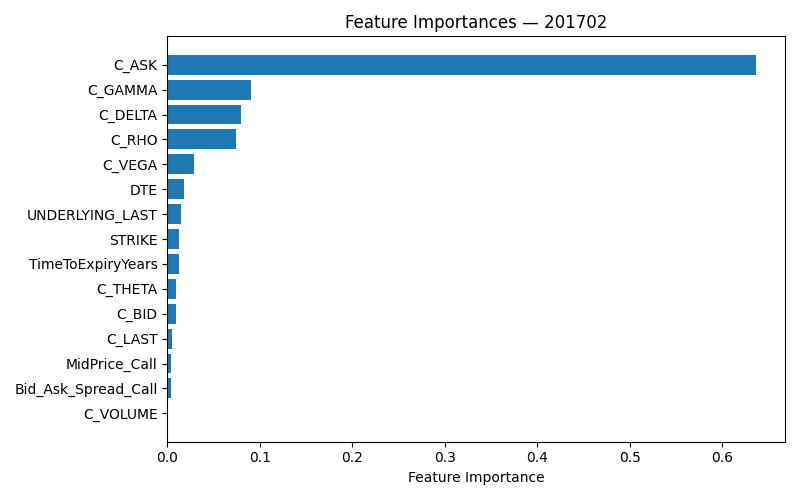 Feature Importances — 201702
C_ASK
C_GAMMA
C_DELTA
C_RHO
C_VEGA
DTE
UNDERLYING_LAST
STRIKE
TimeToExpiryYears
C_THETA
C_BID
C_LAST
MidPrice_Call
Bid_Ask_Spread_Call
C_VOLUME
0.0 0.1 0.2 0.3 0.4 0.5 0.6
Feature Importance